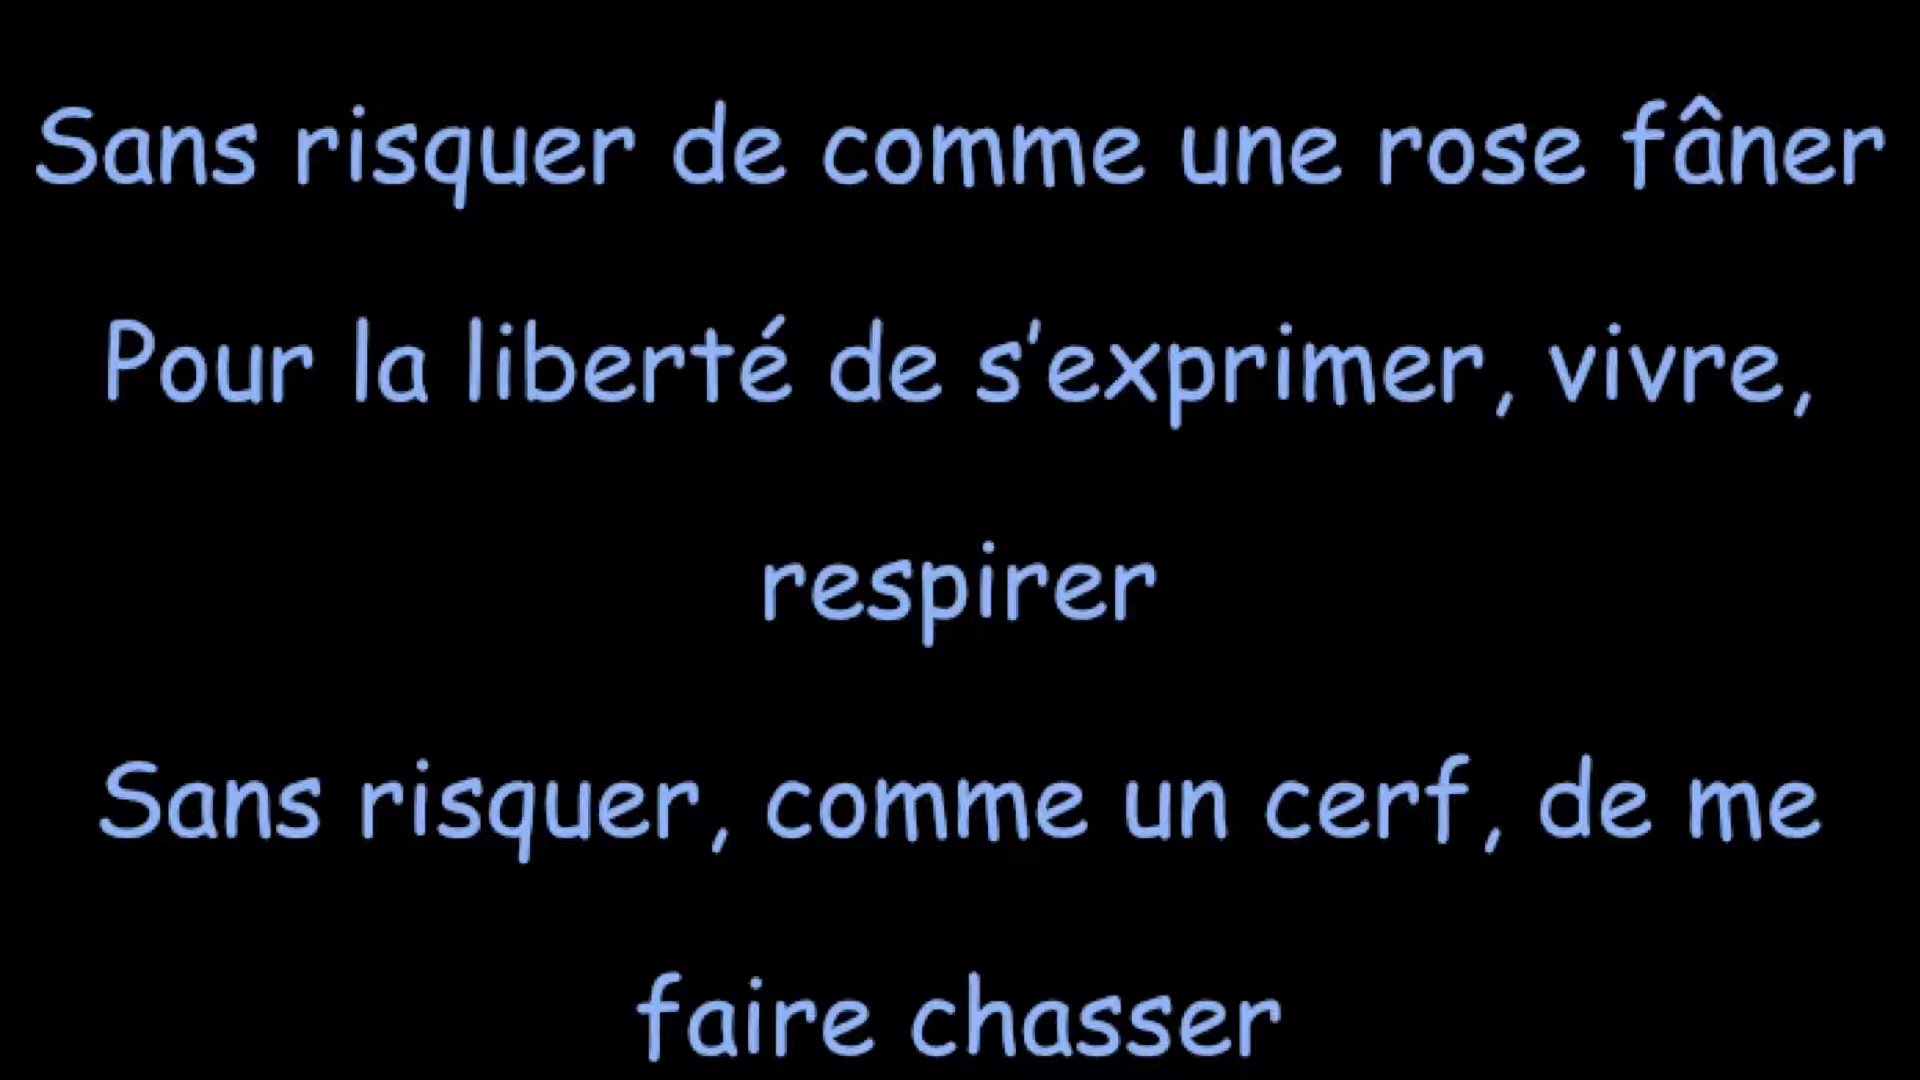 Sans risquer de comme une rose fâner
Pour la liberté de s'exprimer, vivre,
respirer
Sans risquer, comme un cerf, de me
faire chasser